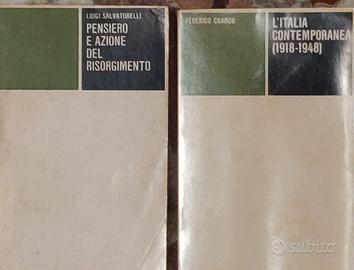 LUIGI SALVATORELLI
PENSIERO
E AZIONE
DEL
RISORGIMENTO
FEDERICO CHABOD
L'ITALIA
CONTEMPORANEA
(1918-1948)
subito